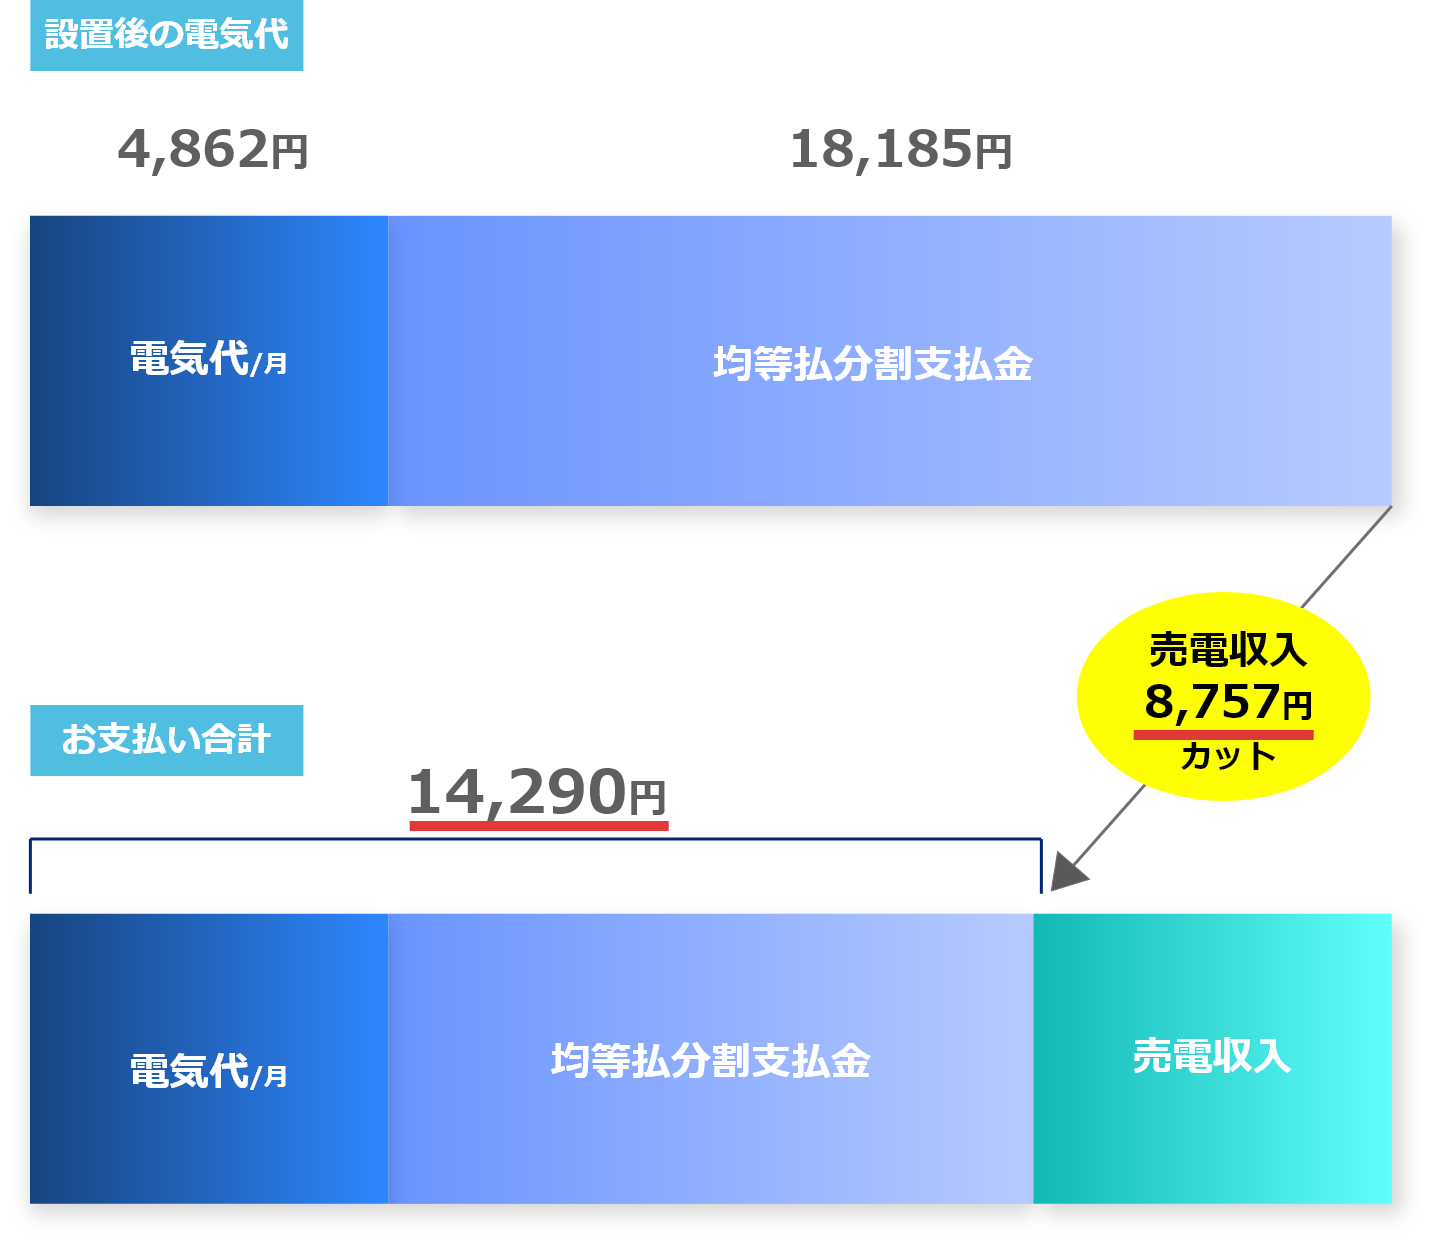 設置後の電気代
4,862円
18,185円
電気代/月
均等払分割支払金
売電収入
8,757円
カット
お支払い合計
14,290円
電気代/月
均等払分割支払金
売電収入